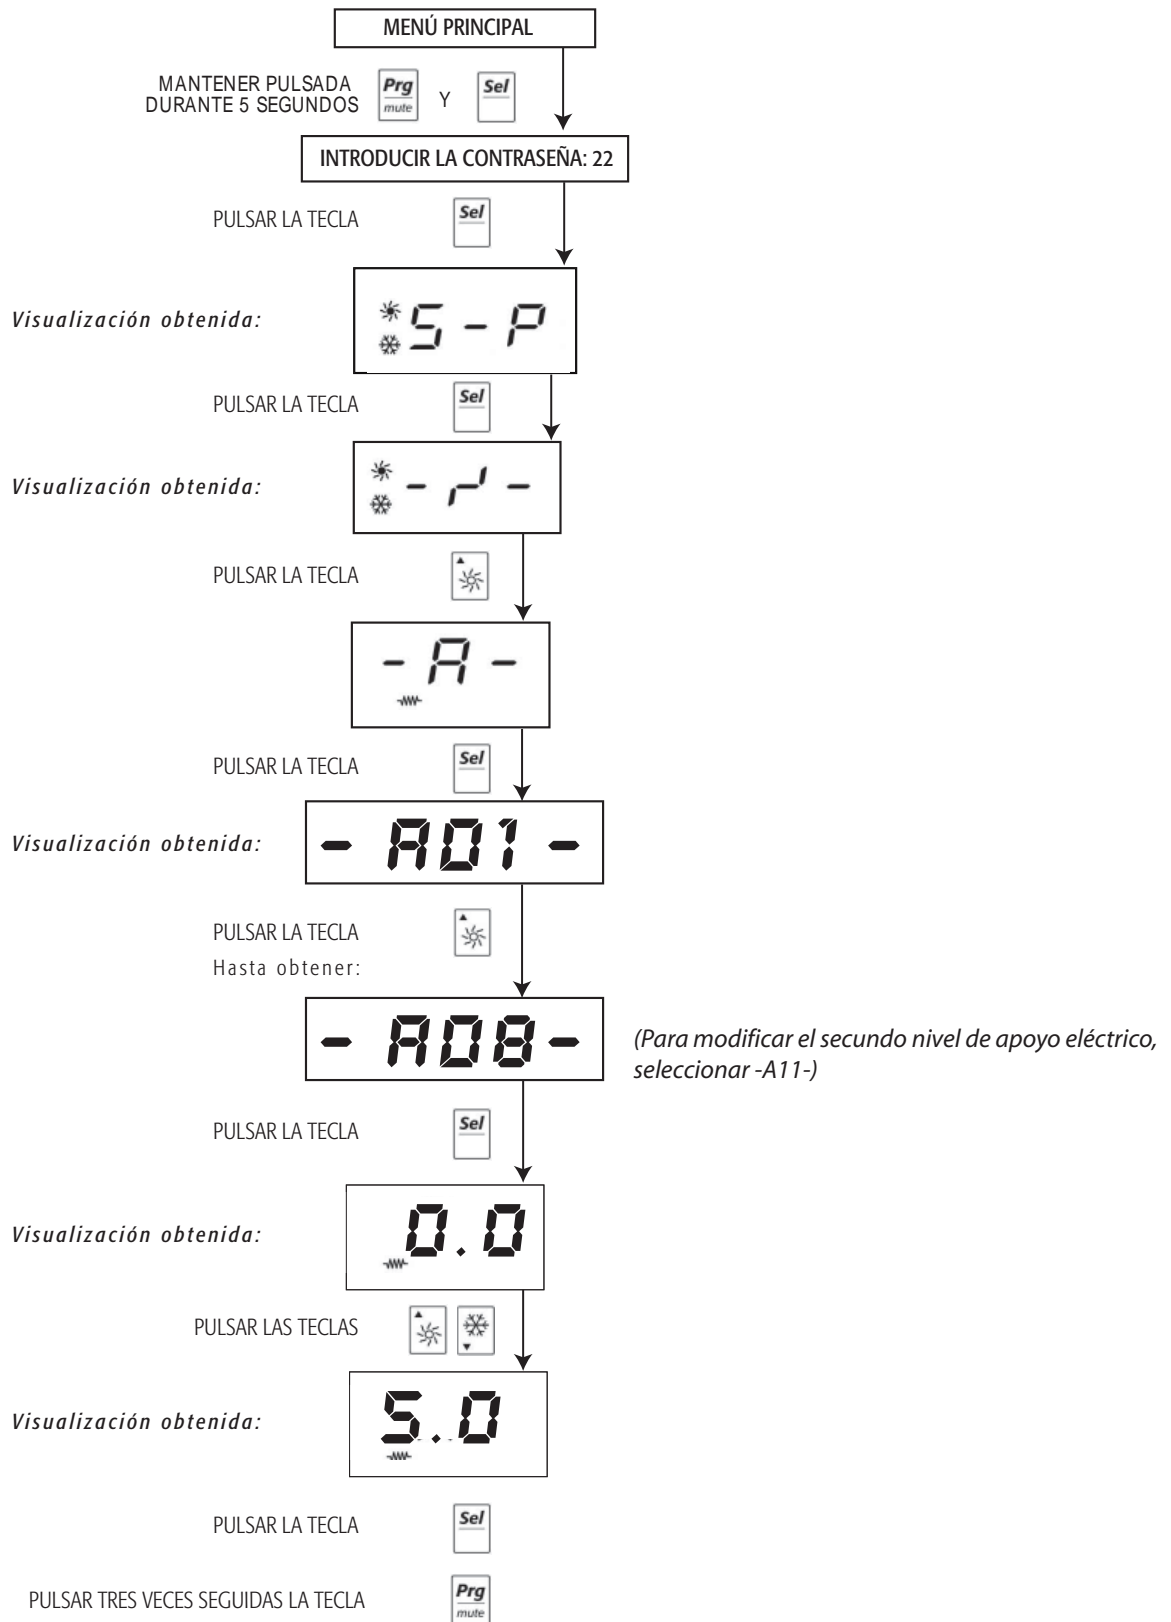 MENÚ PRINCIPAL
MANTENER PULSADA
DURANTE 5 SEGUNDOS
Prg
mute
Y
Sel
INTRODUCIR LA CONTRASEÑA: 22
PULSAR LA TECLA
Sel
Visualización obtenida:
S - P
PULSAR LA TECLA
Sel
Visualización obtenida:
- r' -
PULSAR LA TECLA
- A -
PULSAR LA TECLA
Sel
Visualización obtenida:
- A01 -
PULSAR LA TECLA
Hasta obtener:
- A08 -
(Para modificar el secundo nivel de apoyo eléctrico,
seleccionar -A11-)
PULSAR LA TECLA
Sel
Visualización obtenida:
0.0
PULSAR LAS TECLAS
Visualización obtenida:
5.0
PULSAR LA TECLA
Sel
PULSAR TRES VECES SEGUIDAS LA TECLA
Prg
mute